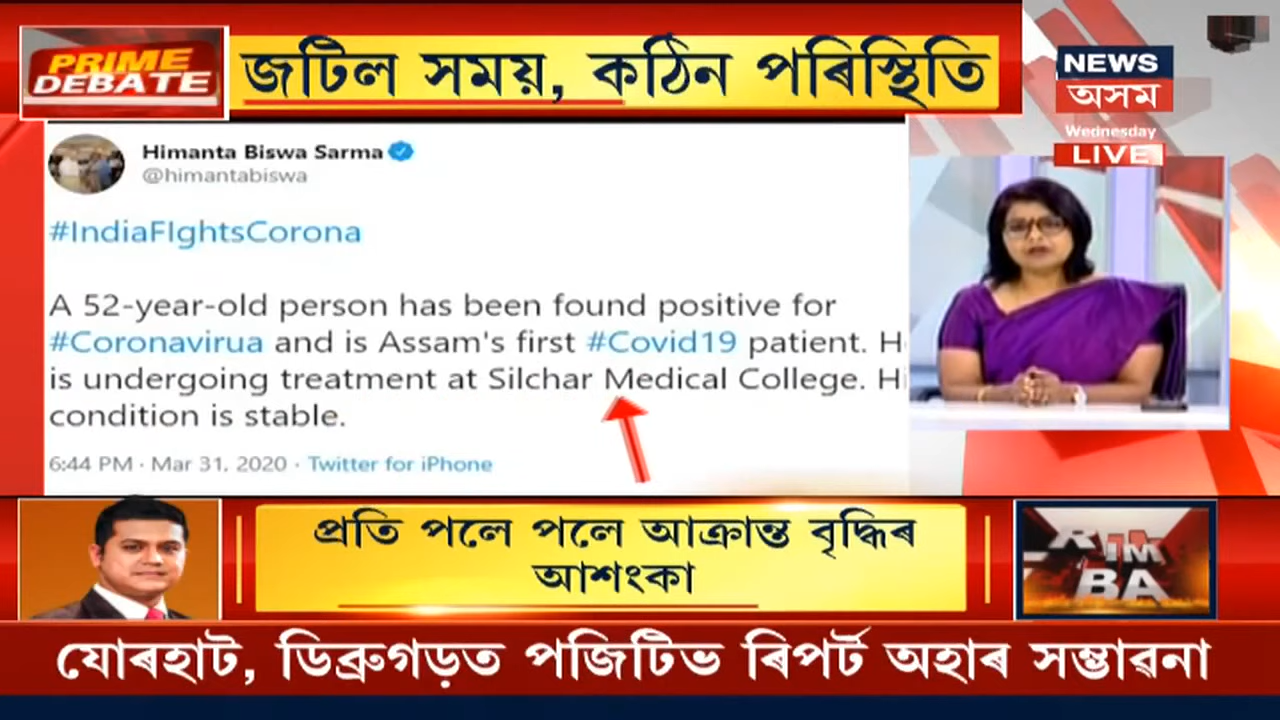 PRIME
DEBATE
জটিল সময়, কঠিন পৰিস্থিতি
NEWS
অসম
Wednesday
LIVE
Himanta Biswa Sarma
@himantabiswa
#IndiaFIghtsCorona
A 52-year-old person has been found positive for
#Coronavirua and is Assam's first #Covid19 patient. H
is undergoing treatment at Silchar Medical College. Hi
condition is stable.
6:44 PM · Mar 31, 2020 · Twitter for iPhone
প্ৰতি পলে পলে আক্ৰান্ত বৃদ্ধিৰ
আশংকা
RIM
BA
যোৰহাট, ডিব্ৰুগড়ত পজিটিভ ৰিপৰ্ট অহাৰ সম্ভাৱনা